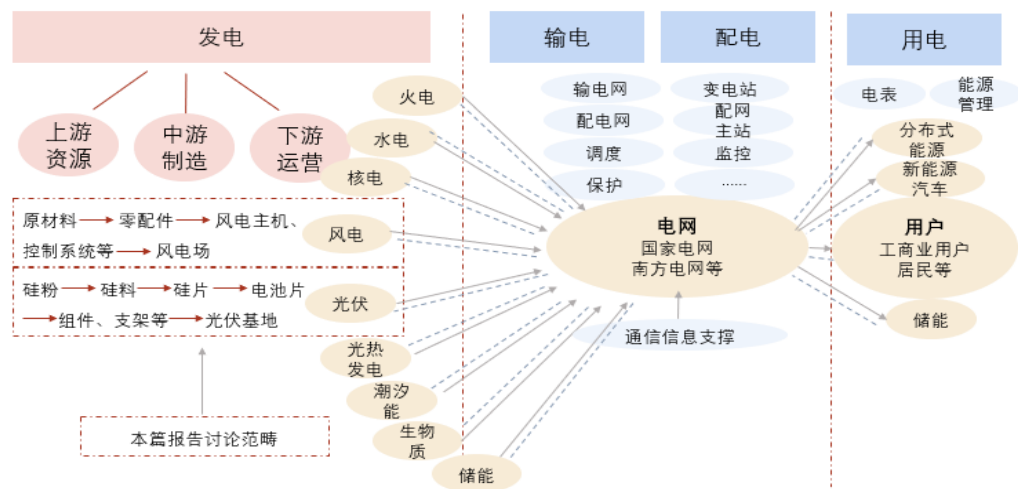 发电
输电
配电
用电
上游
资源
中游
制造
下游
运营
火电
水电
核电
风电
光伏
光热
发电
潮汐
能
生物
质
储能
原材料 零配件 风电主机、
控制系统等 风电场
硅粉 硅料 硅片 电池片
组件、支架等 光伏基地
本篇报告讨论范畴
输电网
配电网
调度
保护
变电站
配网
主站
监控
······
电网
国家电网
南方电网等
通信信息支撑
电表
能源
管理
分布式
能源
新能源
汽车
用户
工商业用户
居民等
储能